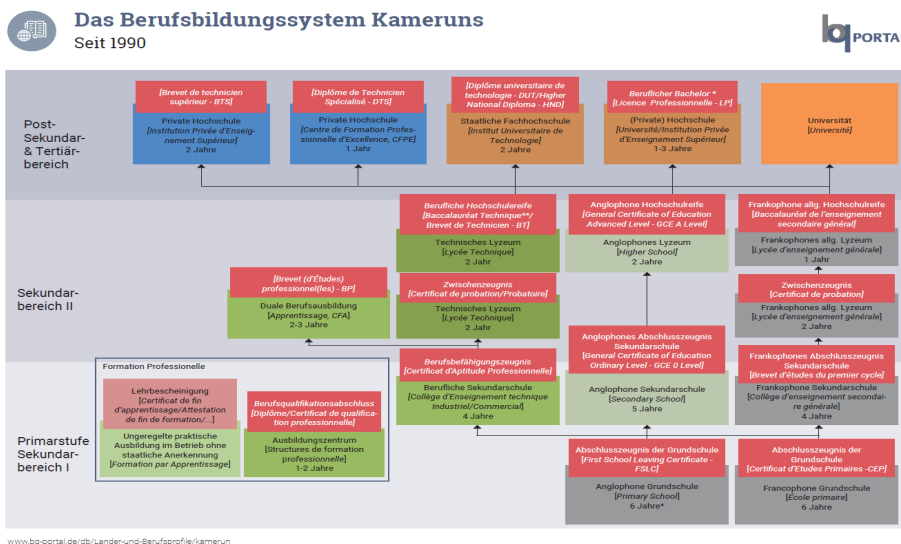 Das Berufsbildungssystem Kameruns
Seit 1990
bq PORTAL
Post-
Sekundar-
& Tertiär-
bereich
[Brevet de technicien
supérieur - BTS]
Private Hochschule
[Institution Privée d'Enseig-
nement Supérieur]
2 Jahre
[Diplôme de Technicien
Spécialisé - DTS]
Private Hochschule
[Centre de Formation Profes-
sionnelle d'Excellence, CFPE]
1 Jahr
[Diplôme universitaire de
technologie - DUT/Higher
National Diploma - HND]
Staatliche Fachhochschule
[Institut Universitaire de
Technologie]
2 Jahre
Beruflicher Bachelor *
[Licence Professionnelle - LP]
(Private) Hochschule
[Université/Institution Privée
d'Enseignement Supérieur]
1-3 Jahre
Universität
[Université]
Sekundar-
bereich II
[Brevet (d'Études)
professionnel(les) - BP]
Duale Berufsausbildung
[Apprentissage, CFA]
2-3 Jahre
Berufliche Hochschulereife
[Baccalauréat Technique**/
Brevet de Technicien - BT]
Technisches Lyzeum
[Lycée Technique]
2 Jahr
Zwischenzeugnis
[Certificat de probation/Probatoire]
Technisches Lyzeum
[Lycée Technique]
2 Jahr
Anglophone Hochschulreife
[General Certificate of Education
Advanced Level - GCE A Level]
Anglophones Lyzeum
[Higher School]
2 Jahre
Frankophone allg. Hochschulreife
[Baccalauréat de l'enseignement
secondaire général]
Frankophones allg. Lyzeum
[Lycée d'enseignement générale]
1 Jahr
Zwischenzeugnis
[Certificat de probation]
Frankophones allg. Lyzeum
[Lycée d'enseignement générale]
2 Jahre
Primarstufe
Sekundar-
bereich I
Formation Professionelle
Lehrbescheinigung
[Certificat de fin
d'apprentissage/Attestation
de fin de formation/...]
Ungeregelte praktische
Ausbildung im Betrieb ohne
staatliche Anerkennung
[Formation par Apprentissage]
Berufsqualifikationsabschluss
[Diplôme/Certificat de qualifica-
tion professionelle]
Ausbildungszentrum
[Structures de formation
professionelle]
1-2 Jahre
Berufsbefähigungszeugnis
[Certificat d'Aptitude Professionelle]
Berufliche Sekundarschule
[Collège d'Enseignement technique
Industriel/Commercial]
4 Jahre
Anglophones Abschlusszeugnis
Sekundarschule
[General Certificate of Education
Ordinary Level - GCE 0 Level]
Anglophone Sekundarschule
[Secondary School]
5 Jahre
Frankophones Abschlusszeugnis
Sekundarschule
[Brevet d'études du premier cycle]
Frankophone Sekundarschule
[Collège d'enseignement secondai-
re générale]
4 Jahre
Abschlusszeugnis der Grundschule
[First School Leaving Certificate -
FSLC]
Anglophone Grundschule
[Primary School]
6 Jahre*
Abschlusszeugnis der
Grundschule
[Certificat d'Etudes Primaires -CEP]
Francophone Grundschule
[École primaire]
6 Jahre
www.bq-portal.de/db/Länder-und-Berufsprofile/kamerun